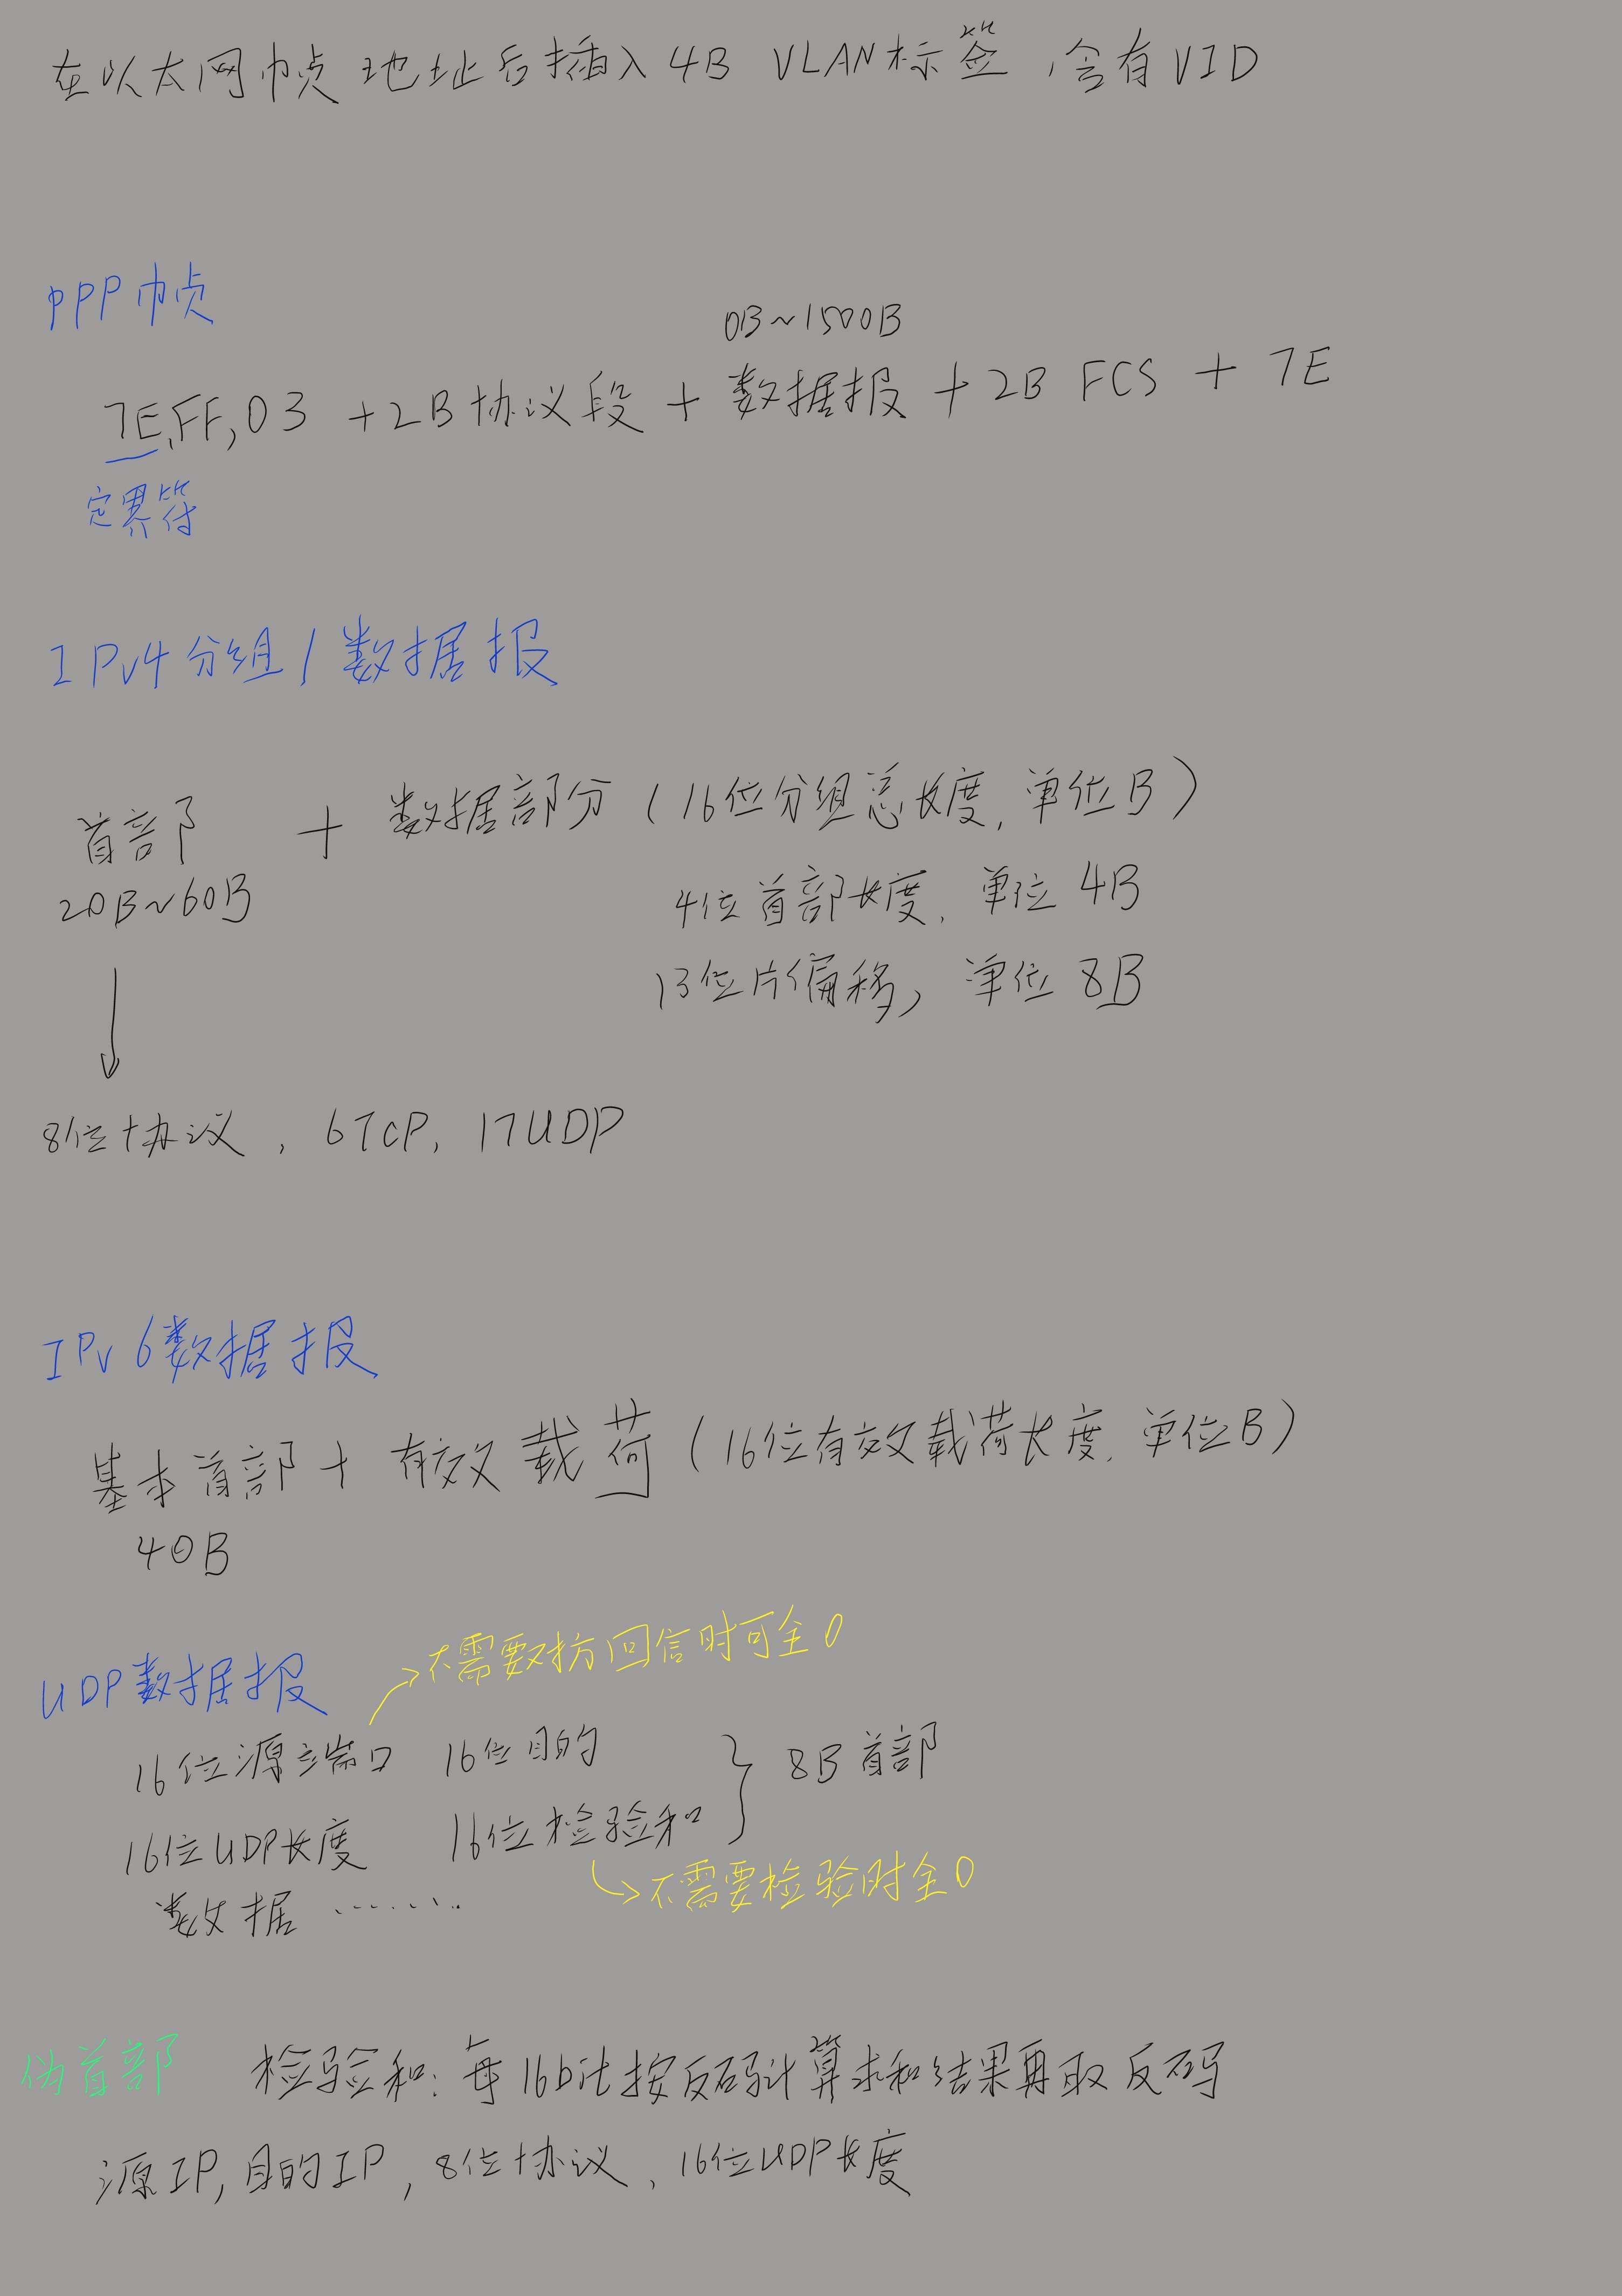 在以太网帧地址后插入4B VLAN标签，含有VID
PPP帧
0B~1500B
7E,FF,03 +2B协议段 + 数据报 + 2B FCS + 7E
定界符
IPv4分组/数据报
首部 + 数据部分（16位分组总长度,单位B）
20B~60B
4位首部长度,单位4B
13位片偏移,单位8B
8位协议, 6TCP, 17UDP
IPv6数据报
基本首部 + 有效载荷（16位有效载荷长度,单位B）
40B
不需要对方回信时可全0
UDP数据报
16位源端口 16位目的
8B首部
16位UDP长度 16位检验和
不需要检验时全0
数据 ……..
伪首部 检验和: 每16bit按反码计算求和结果再取反码
源IP, 目的IP, 8位协议, 16位UDP长度